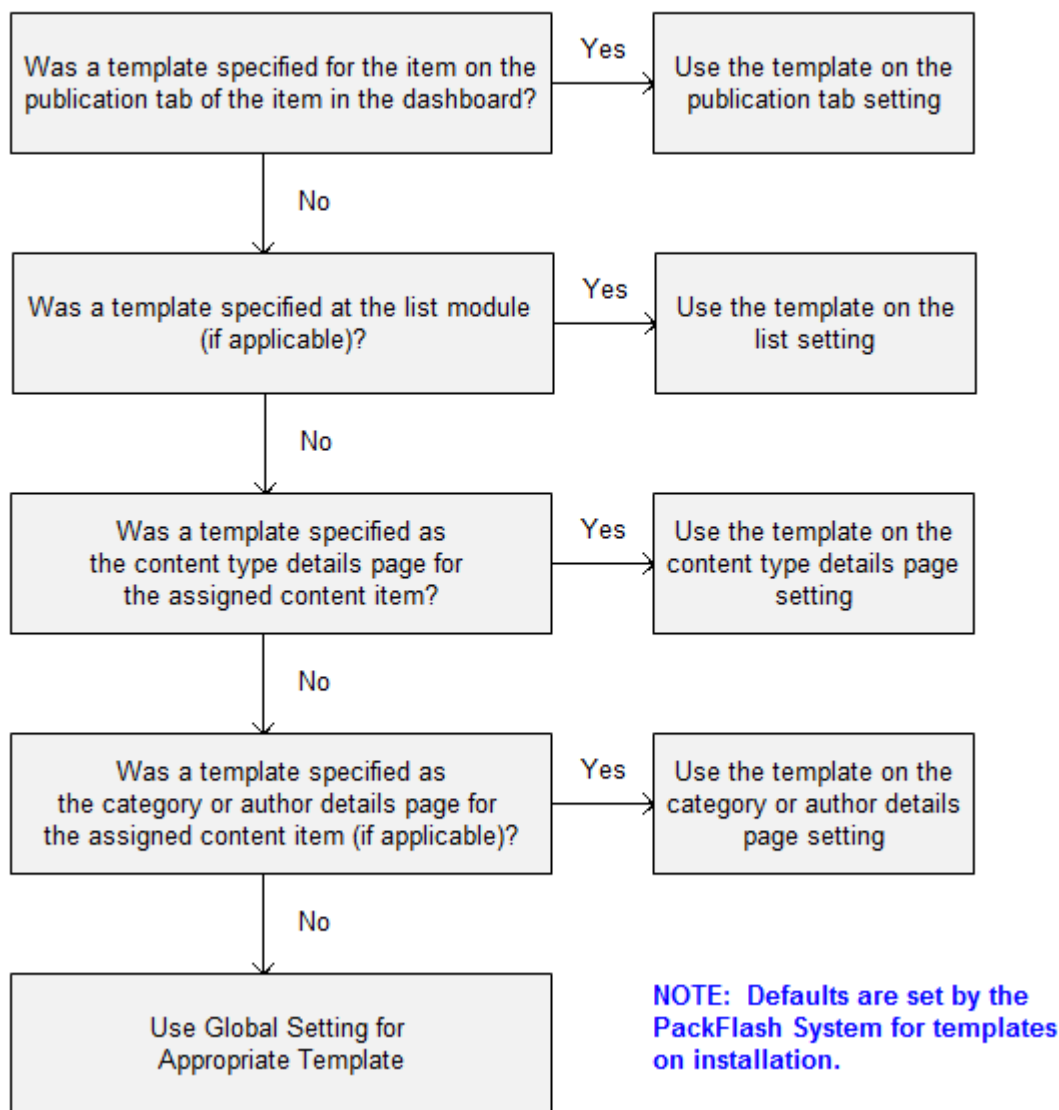 Was a template specified for the item on the
publication tab of the item in the dashboard?
Yes
Use the template on the
publication tab setting
No
Was a template specified at the list module
(if applicable)?
Yes
Use the template on the
list setting
No
Was a template specified as
the content type details page for
the assigned content item?
Yes
Use the template on the
content type details page
setting
No
Was a template specified as
the category or author details page for
the assigned content item (if applicable)?
Yes
Use the template on the
category or author details
page setting
No
Use Global Setting for
Appropriate Template
NOTE: Defaults are set by the
PackFlash System for templates
on installation.